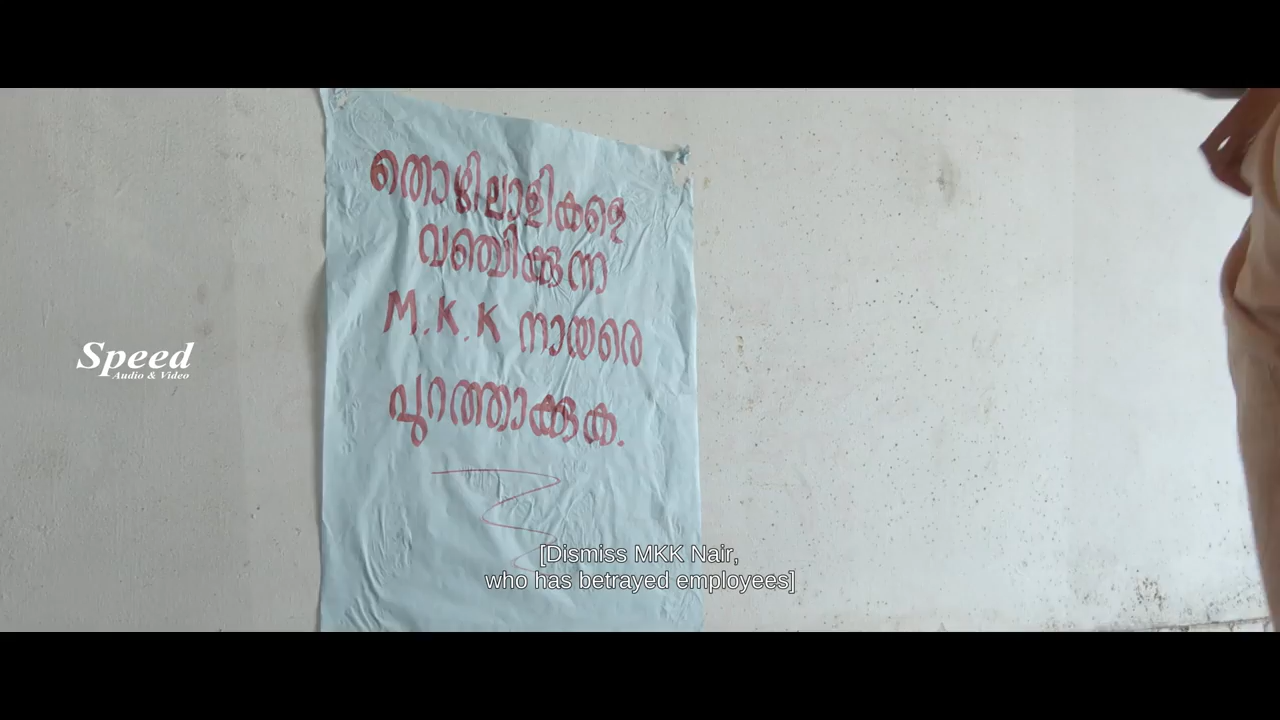 തൊഴിലാളികളെ
വഞ്ചിക്കുന്ന
M.K.K നായരെ
പുറത്താക്കുക.
Speed
Audio & Video
[Dismiss MKK Nair,
who has betrayed employees]